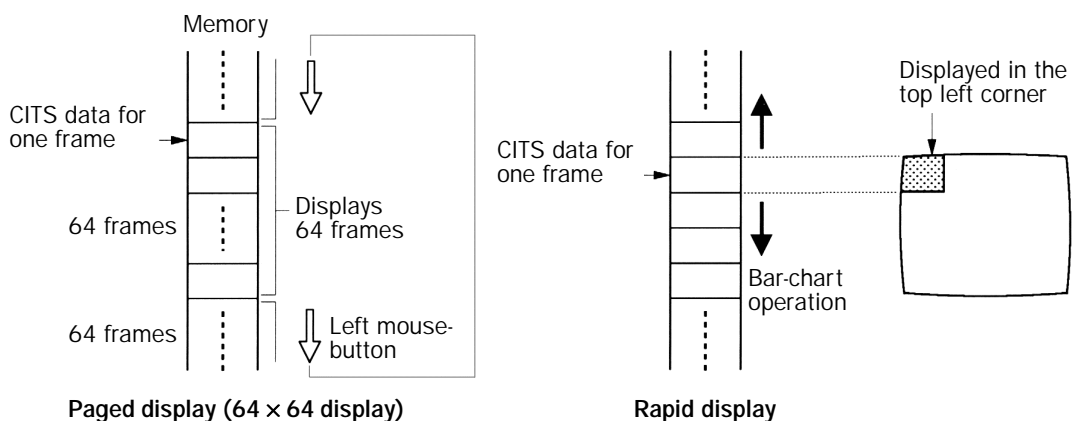 Memory
CITS data for
one frame
64 frames
Displays
64 frames
64 frames
Left mouse-
button
Paged display (64 × 64 display)
Displayed in the
top left corner
CITS data for
one frame
Bar-chart
operation
Rapid display